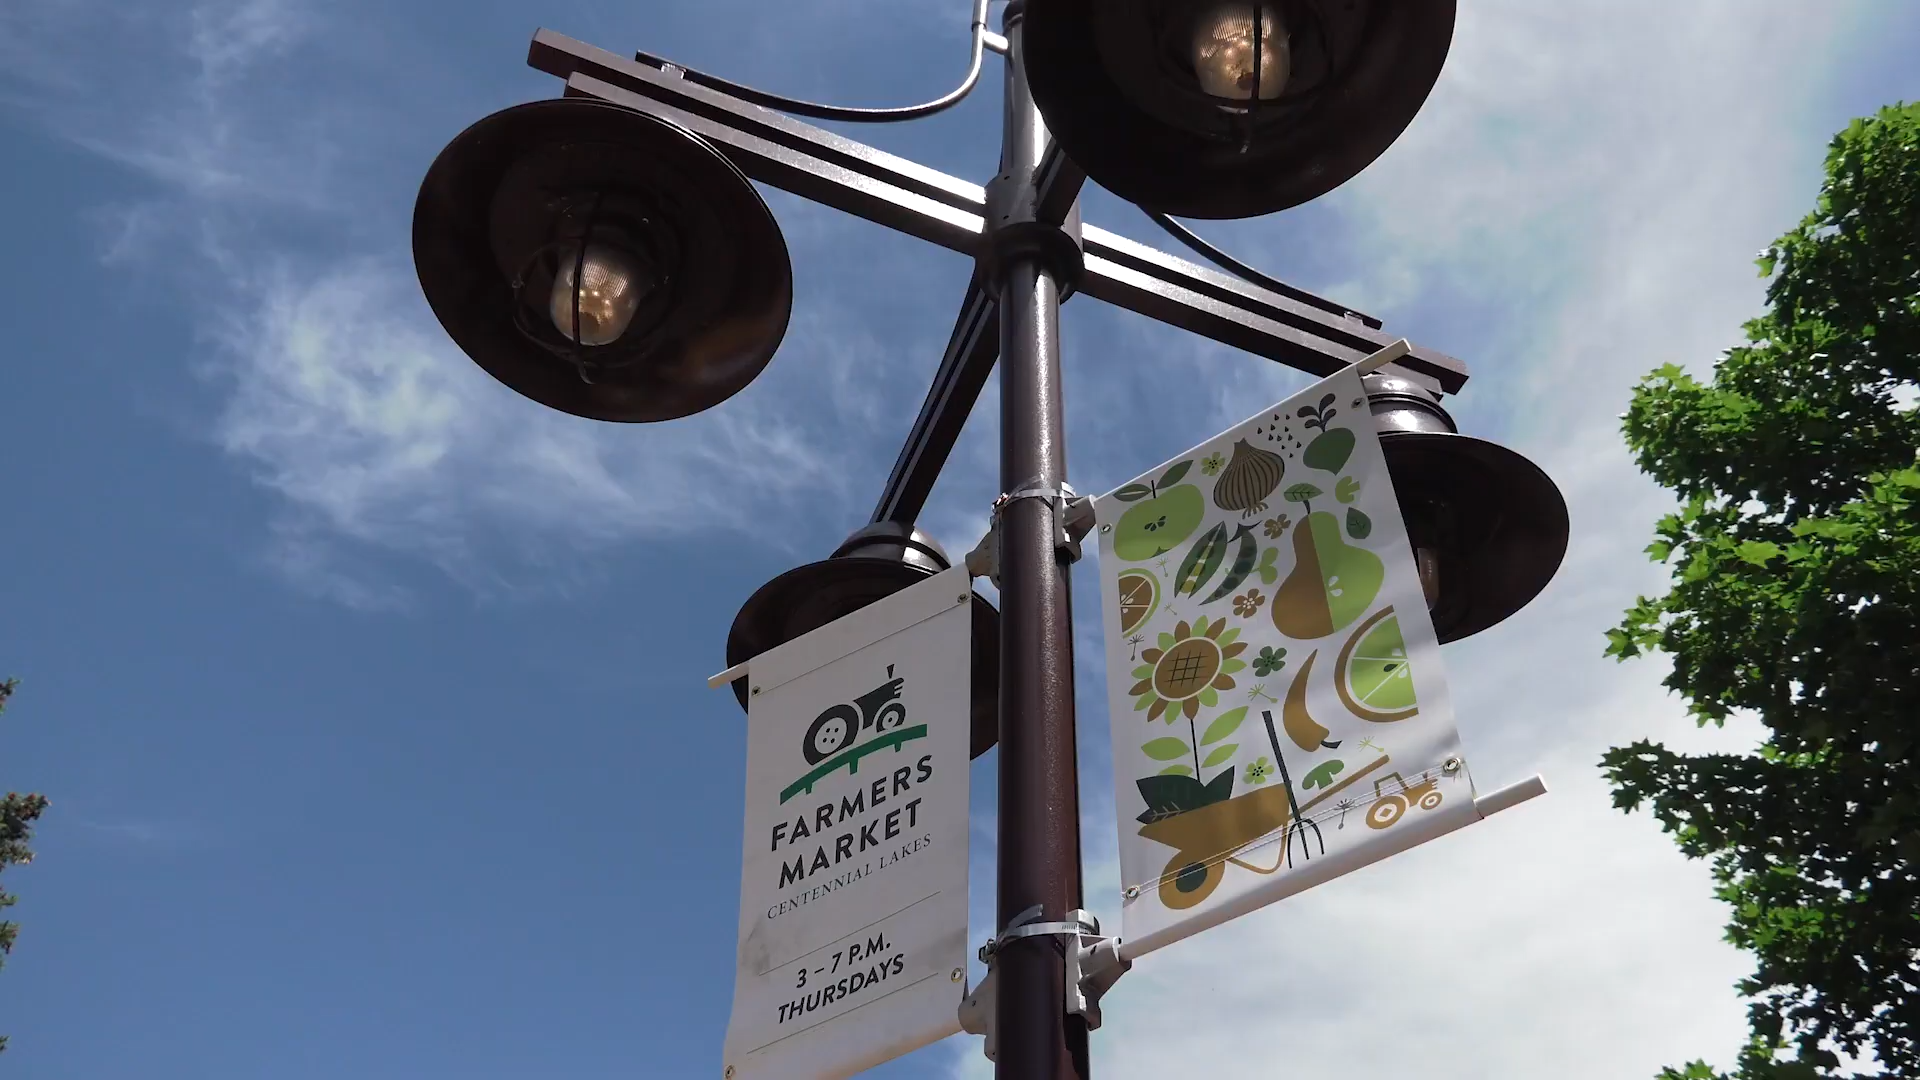 FARMERS
MARKET
CENTENNIAL LAKES
3 – 7 P.M.
THURSDAYS